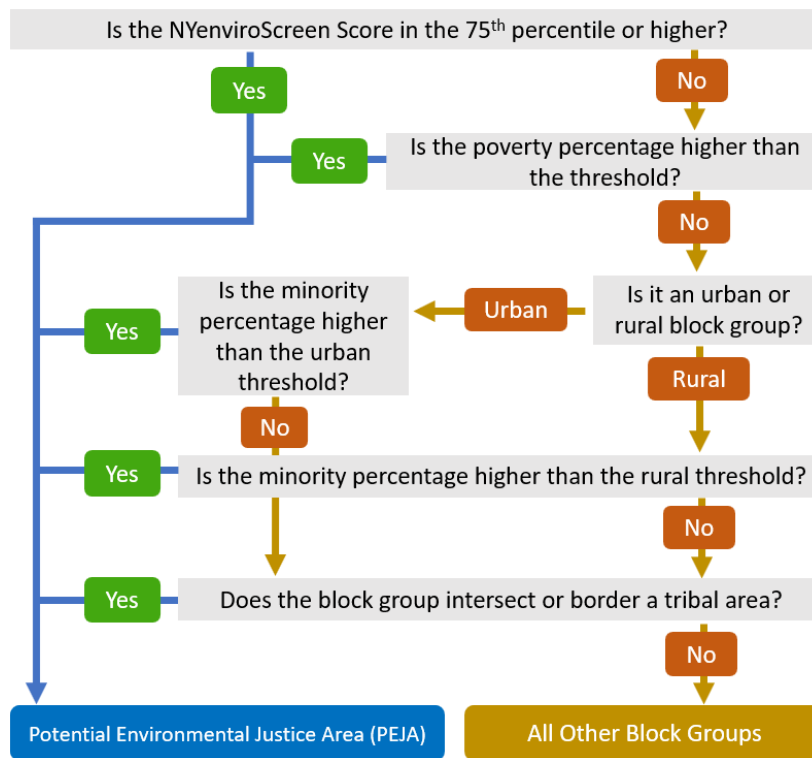 Is the NYenviroScreen Score in the 75th percentile or higher?
Yes
No
Yes
Is the poverty percentage higher than
the threshold?
No
Is the minority
percentage higher
than the urban
threshold?
Urban
Is it an urban or
rural block group?
Yes
Rural
No
Yes
Is the minority percentage higher than the rural threshold?
No
Yes
Does the block group intersect or border a tribal area?
No
Potential Environmental Justice Area (PEJA)
All Other Block Groups